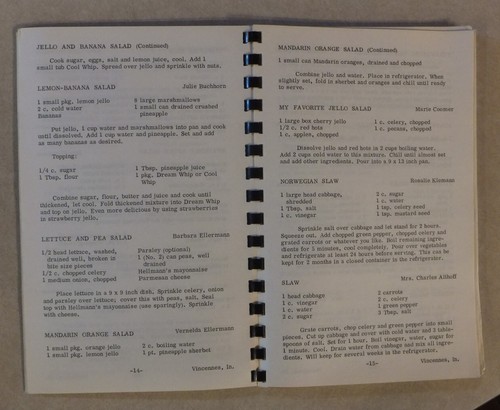 JELLO AND BANANA SALAD (Continued)
Cook sugar, eggs, salt and lemon juice, cool. Add 1
small tub Cool Whip. Spread over jello and sprinkle with nuts.
LEMON-BANANA SALAD Julie Bachhorn
1 small pkg. lemon jello 8 large marshmallows
2 c. cold water 1 small can drained crushed
Bananas pineapple
Put jello, 1 cup water and marshmallows into pan and cook
until dissolved. Add 1 cup water and pineapple. Set and add
as many bananas as desired.
Topping:
1/4 c. sugar 1 Tbsp. pineapple juice
1 Tbsp. flour 1 pkg. Dream Whip or Cool
Whip
Combine sugar, flour, butter and juice and cook until
thickened, let cool. Fold thickened mixture into Dream Whip
and top on jello. Even more delicious by using strawberries
in strawberry jello.
LETTUCE AND PEA SALAD Barbara Ellermann
1/2 head lettuce, washed, Parsley (optional)
drained well, broken in 1 (No. 2) can peas, well
bite size pieces drained
1/2 c. chopped celery Hellmann's mayonnaise
1 medium onion, chopped Parmesan cheese
Place lettuce in a 9 x 9 inch dish. Sprinkle celery, onion
and parsley over lettuce; cover this with peas, salt. Seal
top with Hellmann's mayonnaise (use sparingly). Sprinkle
with cheese.
MANDARIN ORANGE SALAD Vernelda Ellermann
1 small pkg. orange jello 2 c. boiling water
1 small pkg. lemon jello 1 pt. pineapple sherbet
-14- Vincennes, In.
MANDARIN ORANGE SALAD (Continued)
1 small can Mandarin oranges, drained and chopped
Combine jello and water. Place in refrigerator. When
slightly set, fold in sherbet and oranges and chill until ready
to serve.
MY FAVORITE JELLO SALAD Marie Coomer
1 large box cherry jello 1 c. celery, chopped
1/2 c. red hots 1 c. pecans, chopped
1 c. apples, chopped
Dissolve jello and red hots in 2 cups boiling water.
Add 2 cups cold water to this mixture. Chill until almost set
and add other ingredients. Pour into a 9 x 12 inch pan.
NORWEGIAN SLAW Rosalie Klemann
1 large head cabbage, 2 c. sugar
shredded 1 c. water
1 Tbsp. salt 1 tsp. celery seed
1 c. vinegar 1 tsp. mustard seed
Sprinkle salt over cabbage and let stand for 2 hours.
Squeeze out. Add chopped green pepper, chopped celery and
grated carrots or whatever you like. Boil remaining ingre-
dients for 2 minutes, cool completely. Pour over vegetables
and refrigerate at least 24 hours before serving. This can be
kept for 2 months in a closed container in the refrigerator.
SLAW Mrs. Charles Althoff
1 head cabbage 2 carrots
1 c. vinegar 2 c. celery
1 c. water 1 green pepper
2 c. sugar 3 Tbsp. salt
Grate carrots, chop celery and green pepper into small
pieces. Cut up cabbage and cover with cold water and 3 table-
spoons of salt. Set for 1 hour. Boil vinegar, water, sugar for
1 minute. Cool. Drain water from cabbage and mix all ingre-
dients. Will keep for several weeks in the refrigerator.
-15- Vincennes, In.